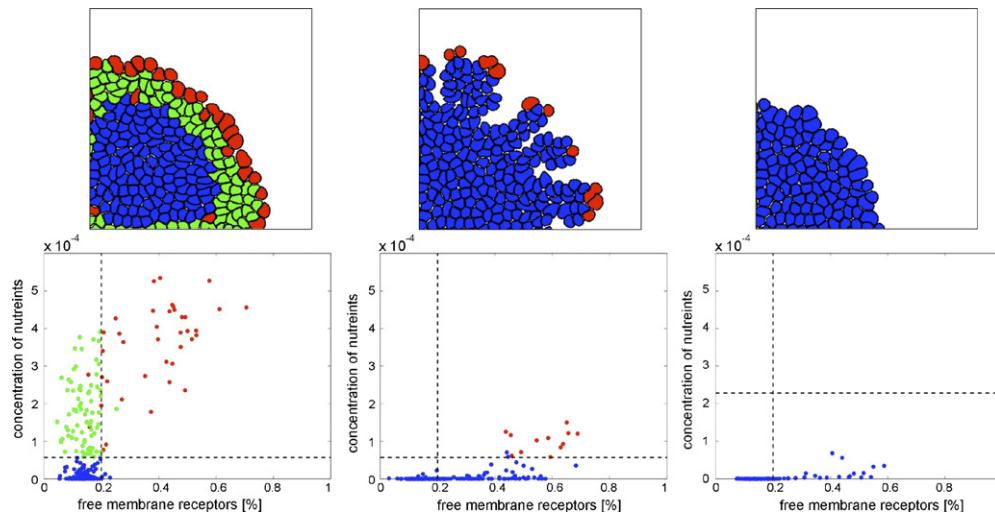 x 10⁻⁴ x 10⁻⁴ x 10⁻⁴
5 5 5
4 4 4
3 3 3
2 2 2
1 1 1
0 0 0
concentration of nutreints concentration of nutreints concentration of nutreints
0 0.2 0.4 0.6 0.8 1 0 0.2 0.4 0.6 0.8 1 0 0.2 0.4 0.6 0.8
free membrane receptors [%] free membrane receptors [%] free membrane receptors [%]